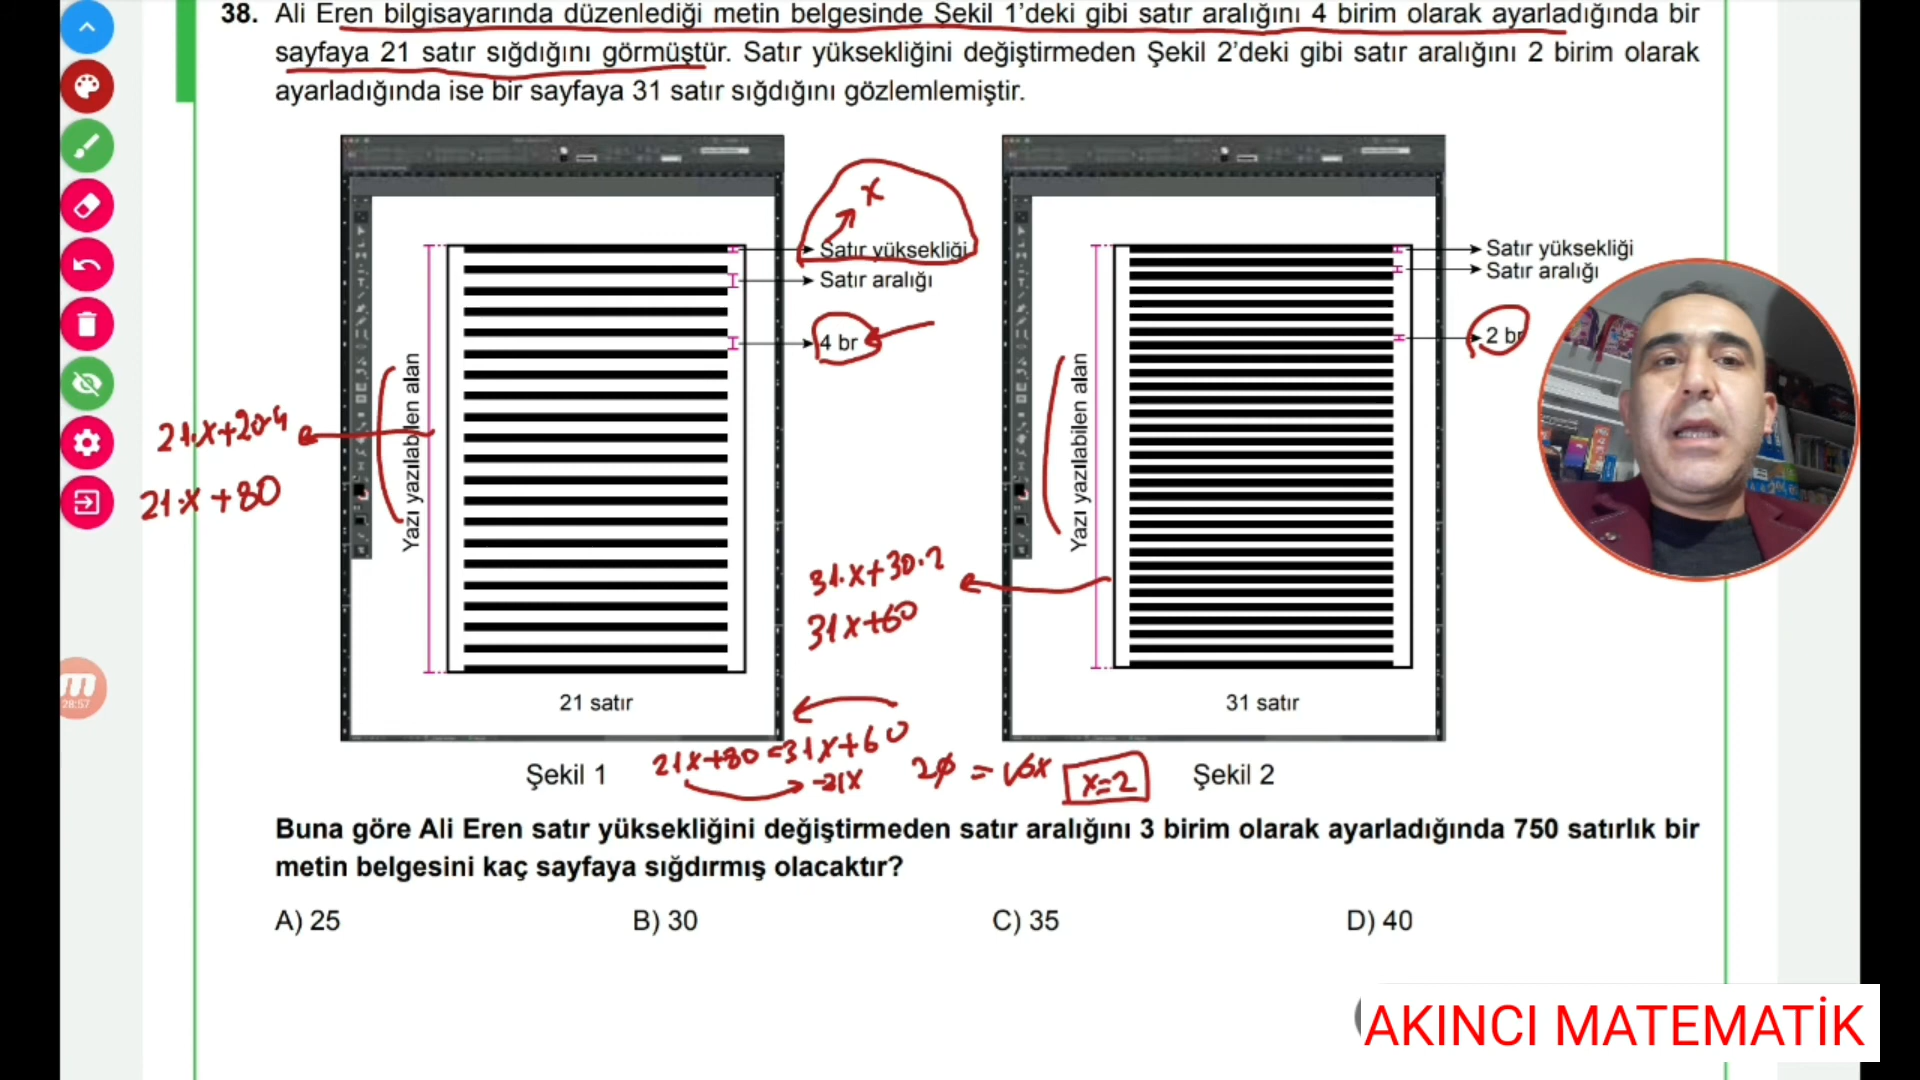 38. Ali Eren bilgisayarında düzenlediği metin belgesinde Şekil 1'deki gibi satır aralığını 4 birim olarak ayarladığında bir
sayfaya 21 satır sığdığını görmüştür. Satır yüksekliğini değiştirmeden Şekil 2'deki gibi satır aralığını 2 birim olarak
ayarladığında ise bir sayfaya 31 satır sığdığını gözlemlemiştir.
x
Satır yüksekliği
Satır aralığı
4 br
Yazı yazılabilen alan
21.x+20.4
21.x+80
21 satır
Şekil 1
Satır yüksekliği
Satır aralığı
2 br
Yazı yazılabilen alan
31.x+30.2
31x+60
31 satır
Şekil 2
21x+80=31x+60
-21x
20=10x
x=2
Buna göre Ali Eren satır yüksekliğini değiştirmeden satır aralığını 3 birim olarak ayarladığında 750 satırlık bir
metin belgesini kaç sayfaya sığdırmış olacaktır?
A) 25 B) 30 C) 35 D) 40
28:57
AKINCI MATEMATİK